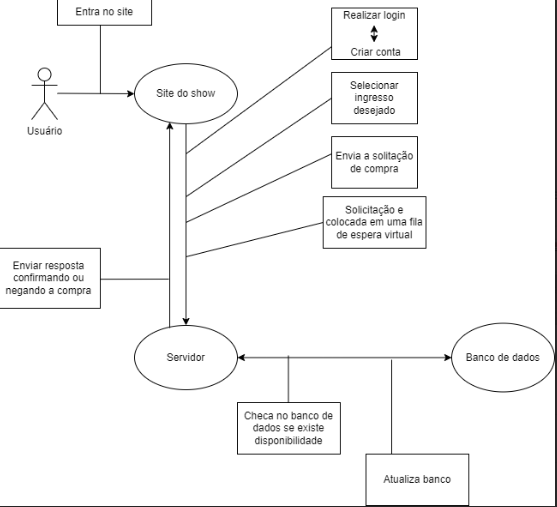 Entra no site
Realizar login
Criar conta
Site do show
Usuário
Selecionar
ingresso
desejado
Envia a solitação
de compra
Solicitação e
colocada em uma fila
de espera virtual
Enviar resposta
confirmando ou
negando a compra
Servidor
Banco de dados
Checa no banco de
dados se existe
disponibilidade
Atualiza banco